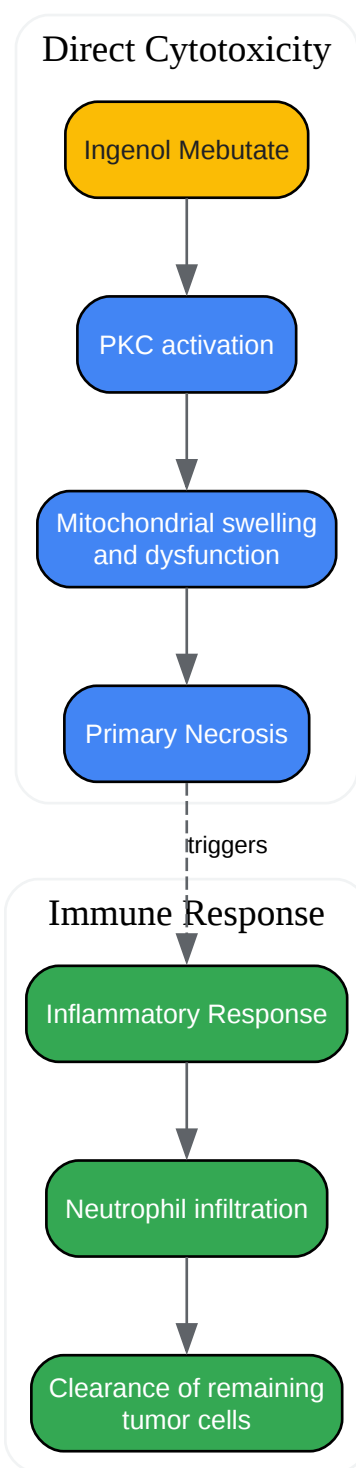 Direct Cytotoxicity
Ingenol Mebutate
PKC activation
Mitochondrial swelling
and dysfunction
Primary Necrosis
triggers
Immune Response
Inflammatory Response
Neutrophil infiltration
Clearance of remaining
tumor cells